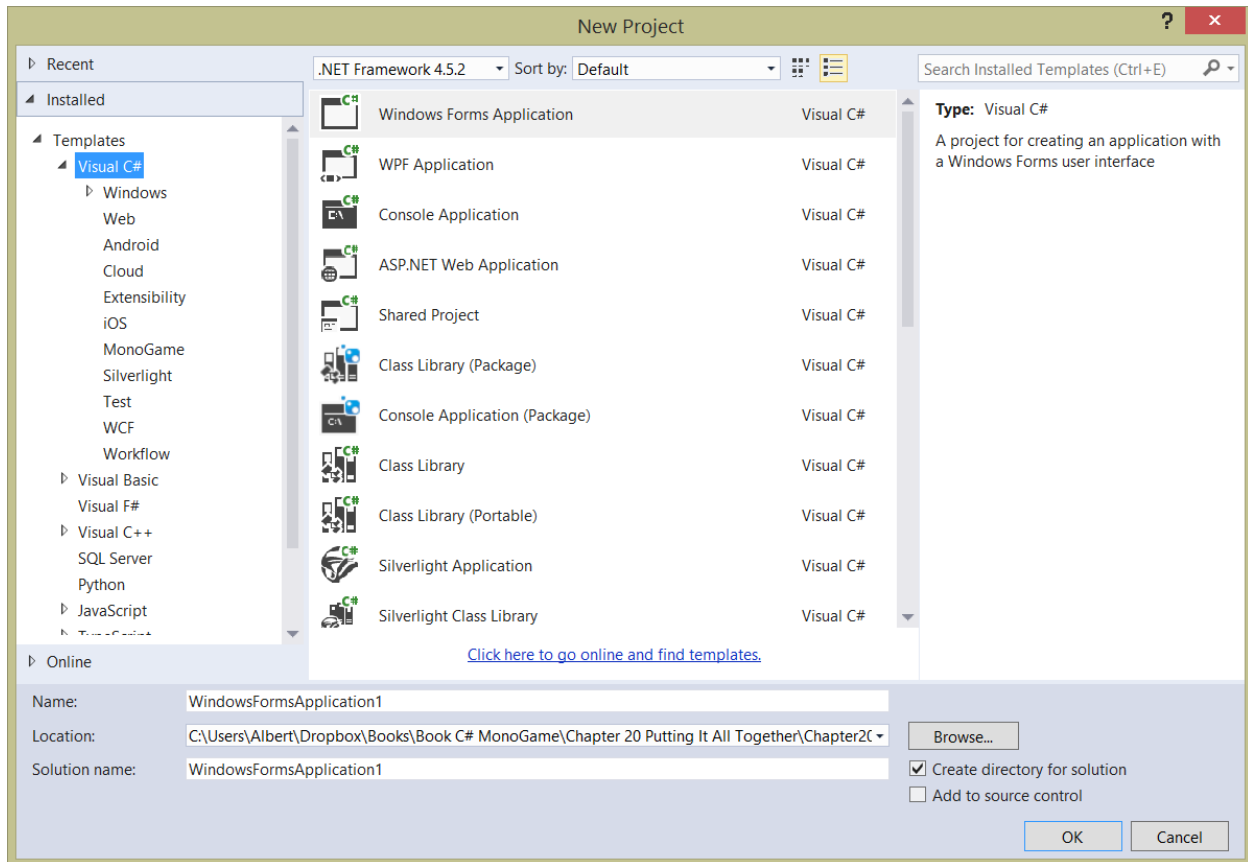 New Project
?
Recent
Installed
Templates
Visual C#
Windows
Web
Android
Cloud
Extensibility
iOS
MonoGame
Silverlight
Test
WCF
Workflow
Visual Basic
Visual F#
Visual C++
SQL Server
Python
JavaScript
Online
.NET Framework 4.5.2 Sort by: Default
Windows Forms Application Visual C#
WPF Application Visual C#
Console Application Visual C#
ASP.NET Web Application Visual C#
Shared Project Visual C#
Class Library (Package) Visual C#
Console Application (Package) Visual C#
Class Library Visual C#
Class Library (Portable) Visual C#
Silverlight Application Visual C#
Silverlight Class Library Visual C#
Click here to go online and find templates.
Search Installed Templates (Ctrl+E)
Type: Visual C#
A project for creating an application with
a Windows Forms user interface
Name: WindowsFormsApplication1
Location: C:\Users\Albert\Dropbox\Books\Book C# MonoGame\Chapter 20 Putting It All Together\Chapter20
Browse...
Solution name: WindowsFormsApplication1
Create directory for solution
Add to source control
OK Cancel